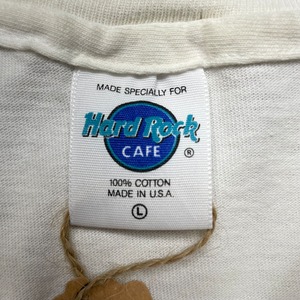 MADE SPECIALLY FOR
Hard Rock
CAFE ®
100% COTTON
MADE IN U.S.A.
L